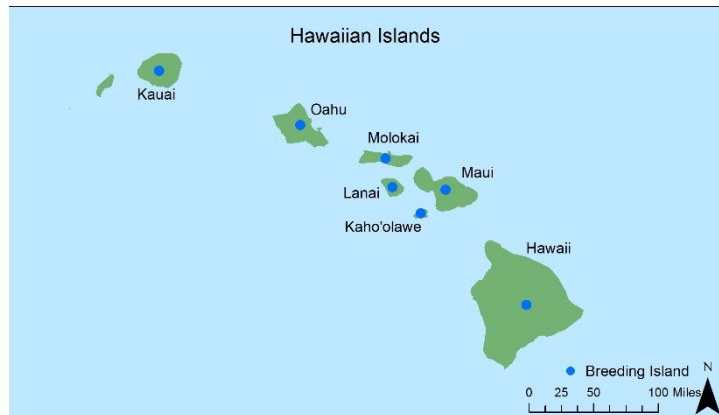 Hawaiian Islands
Kauai
Oahu
Molokai
Maui
Lanai
Kaho'olawe
Hawaii
Breeding Island
N
0 25 50 100 Miles